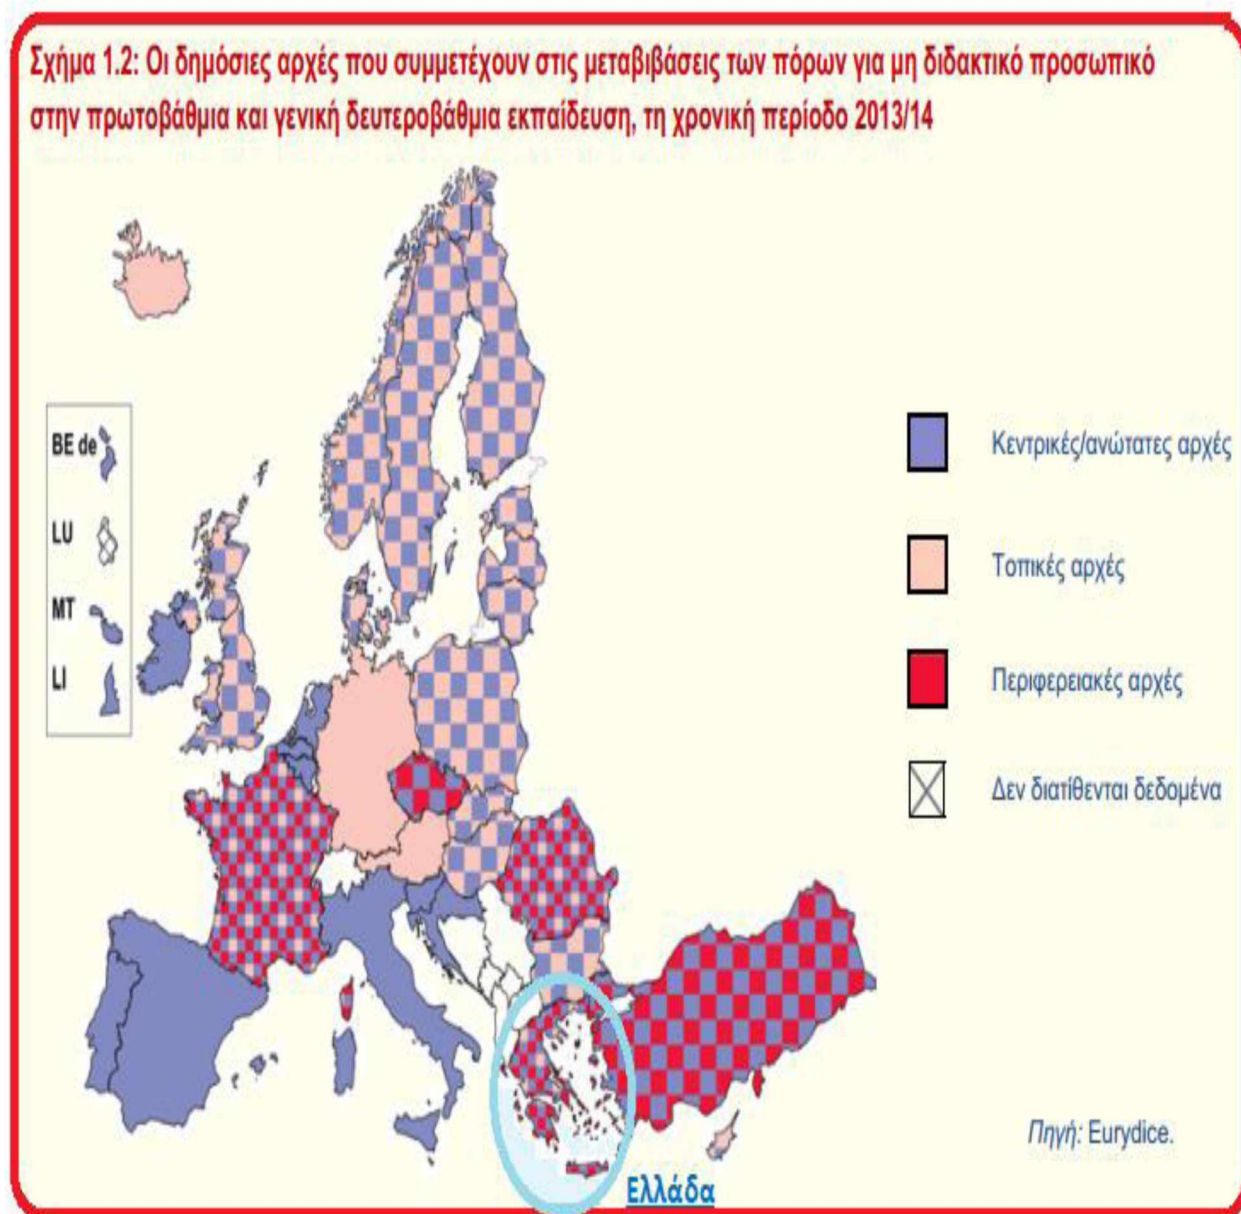 Σχήμα 1.2: Οι δημόσιες αρχές που συμμετέχουν στις μεταβιβάσεις των πόρων για μη διδακτικό προσωπικό
στην πρωτοβάθμια και γενική δευτεροβάθμια εκπαίδευση, τη χρονική περίοδο 2013/14
BE de
LU
MT
LI
Κεντρικές/ανώτατες αρχές
Τοπικές αρχές
Περιφερειακές αρχές
Δεν διατίθενται δεδομένα
Πηγή: Eurydice.
Ελλάδα